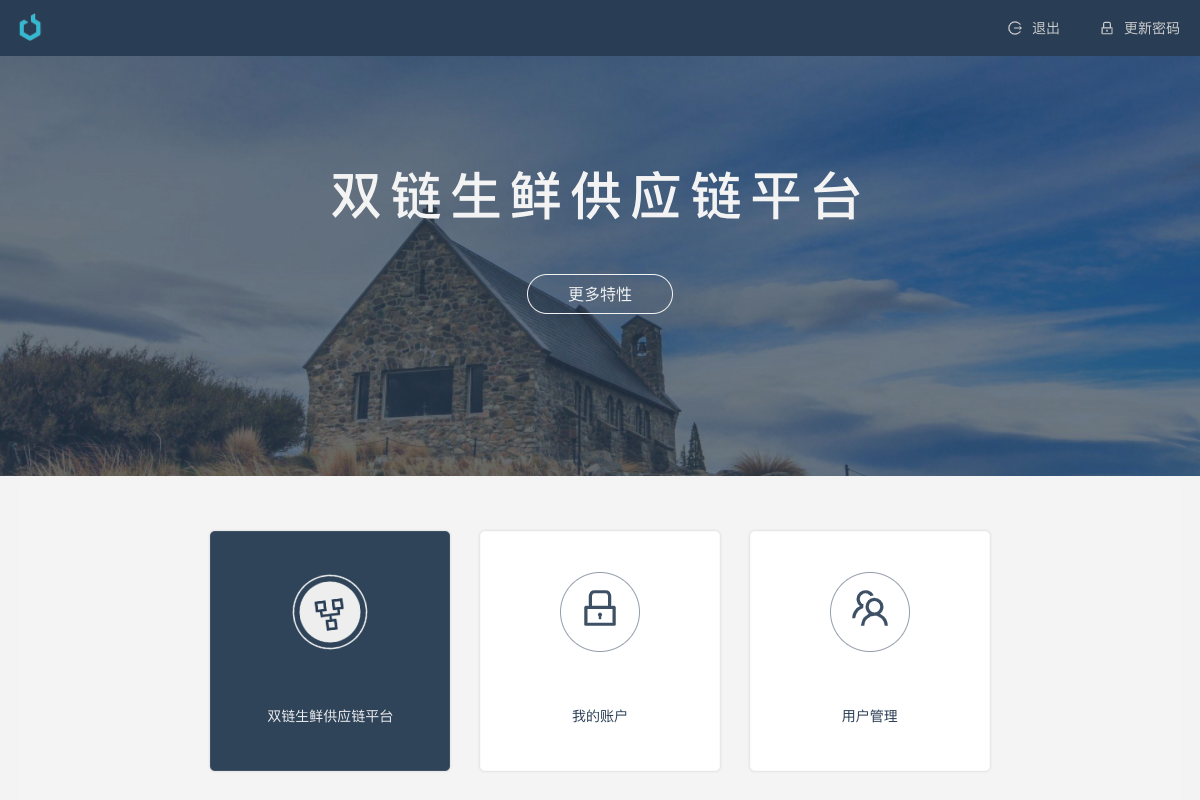 退出
更新密码
双链生鲜供应链平台
更多特性
双链生鲜供应链平台
我的账户
用户管理